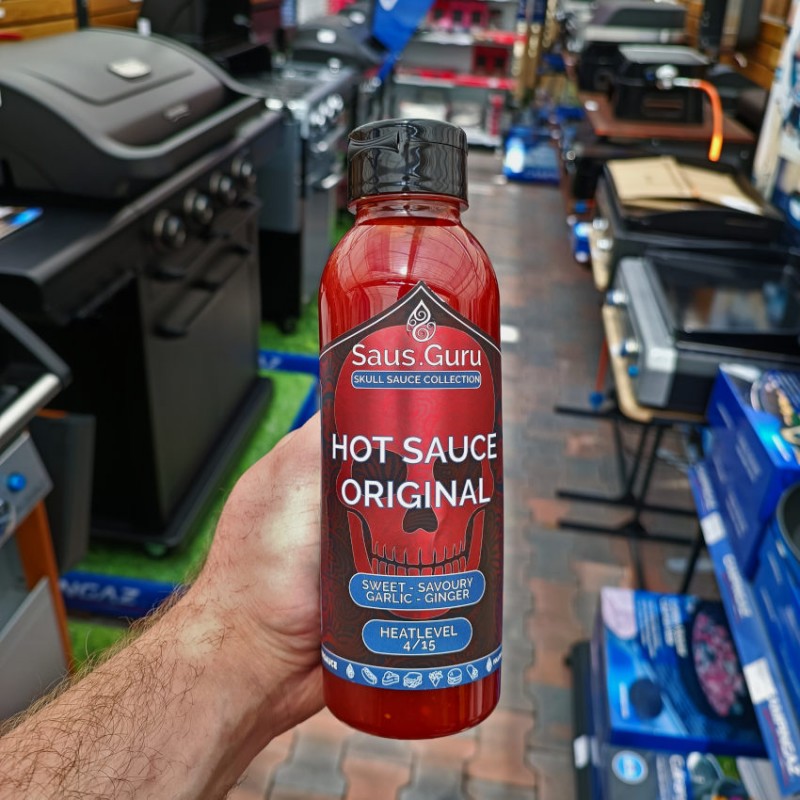 Saus.Guru
SKULL SAUCE COLLECTION
HOT SAUCE
ORIGINAL
SWEET - SAVOURY
GARLIC - GINGER
HEATLEVEL
4/15